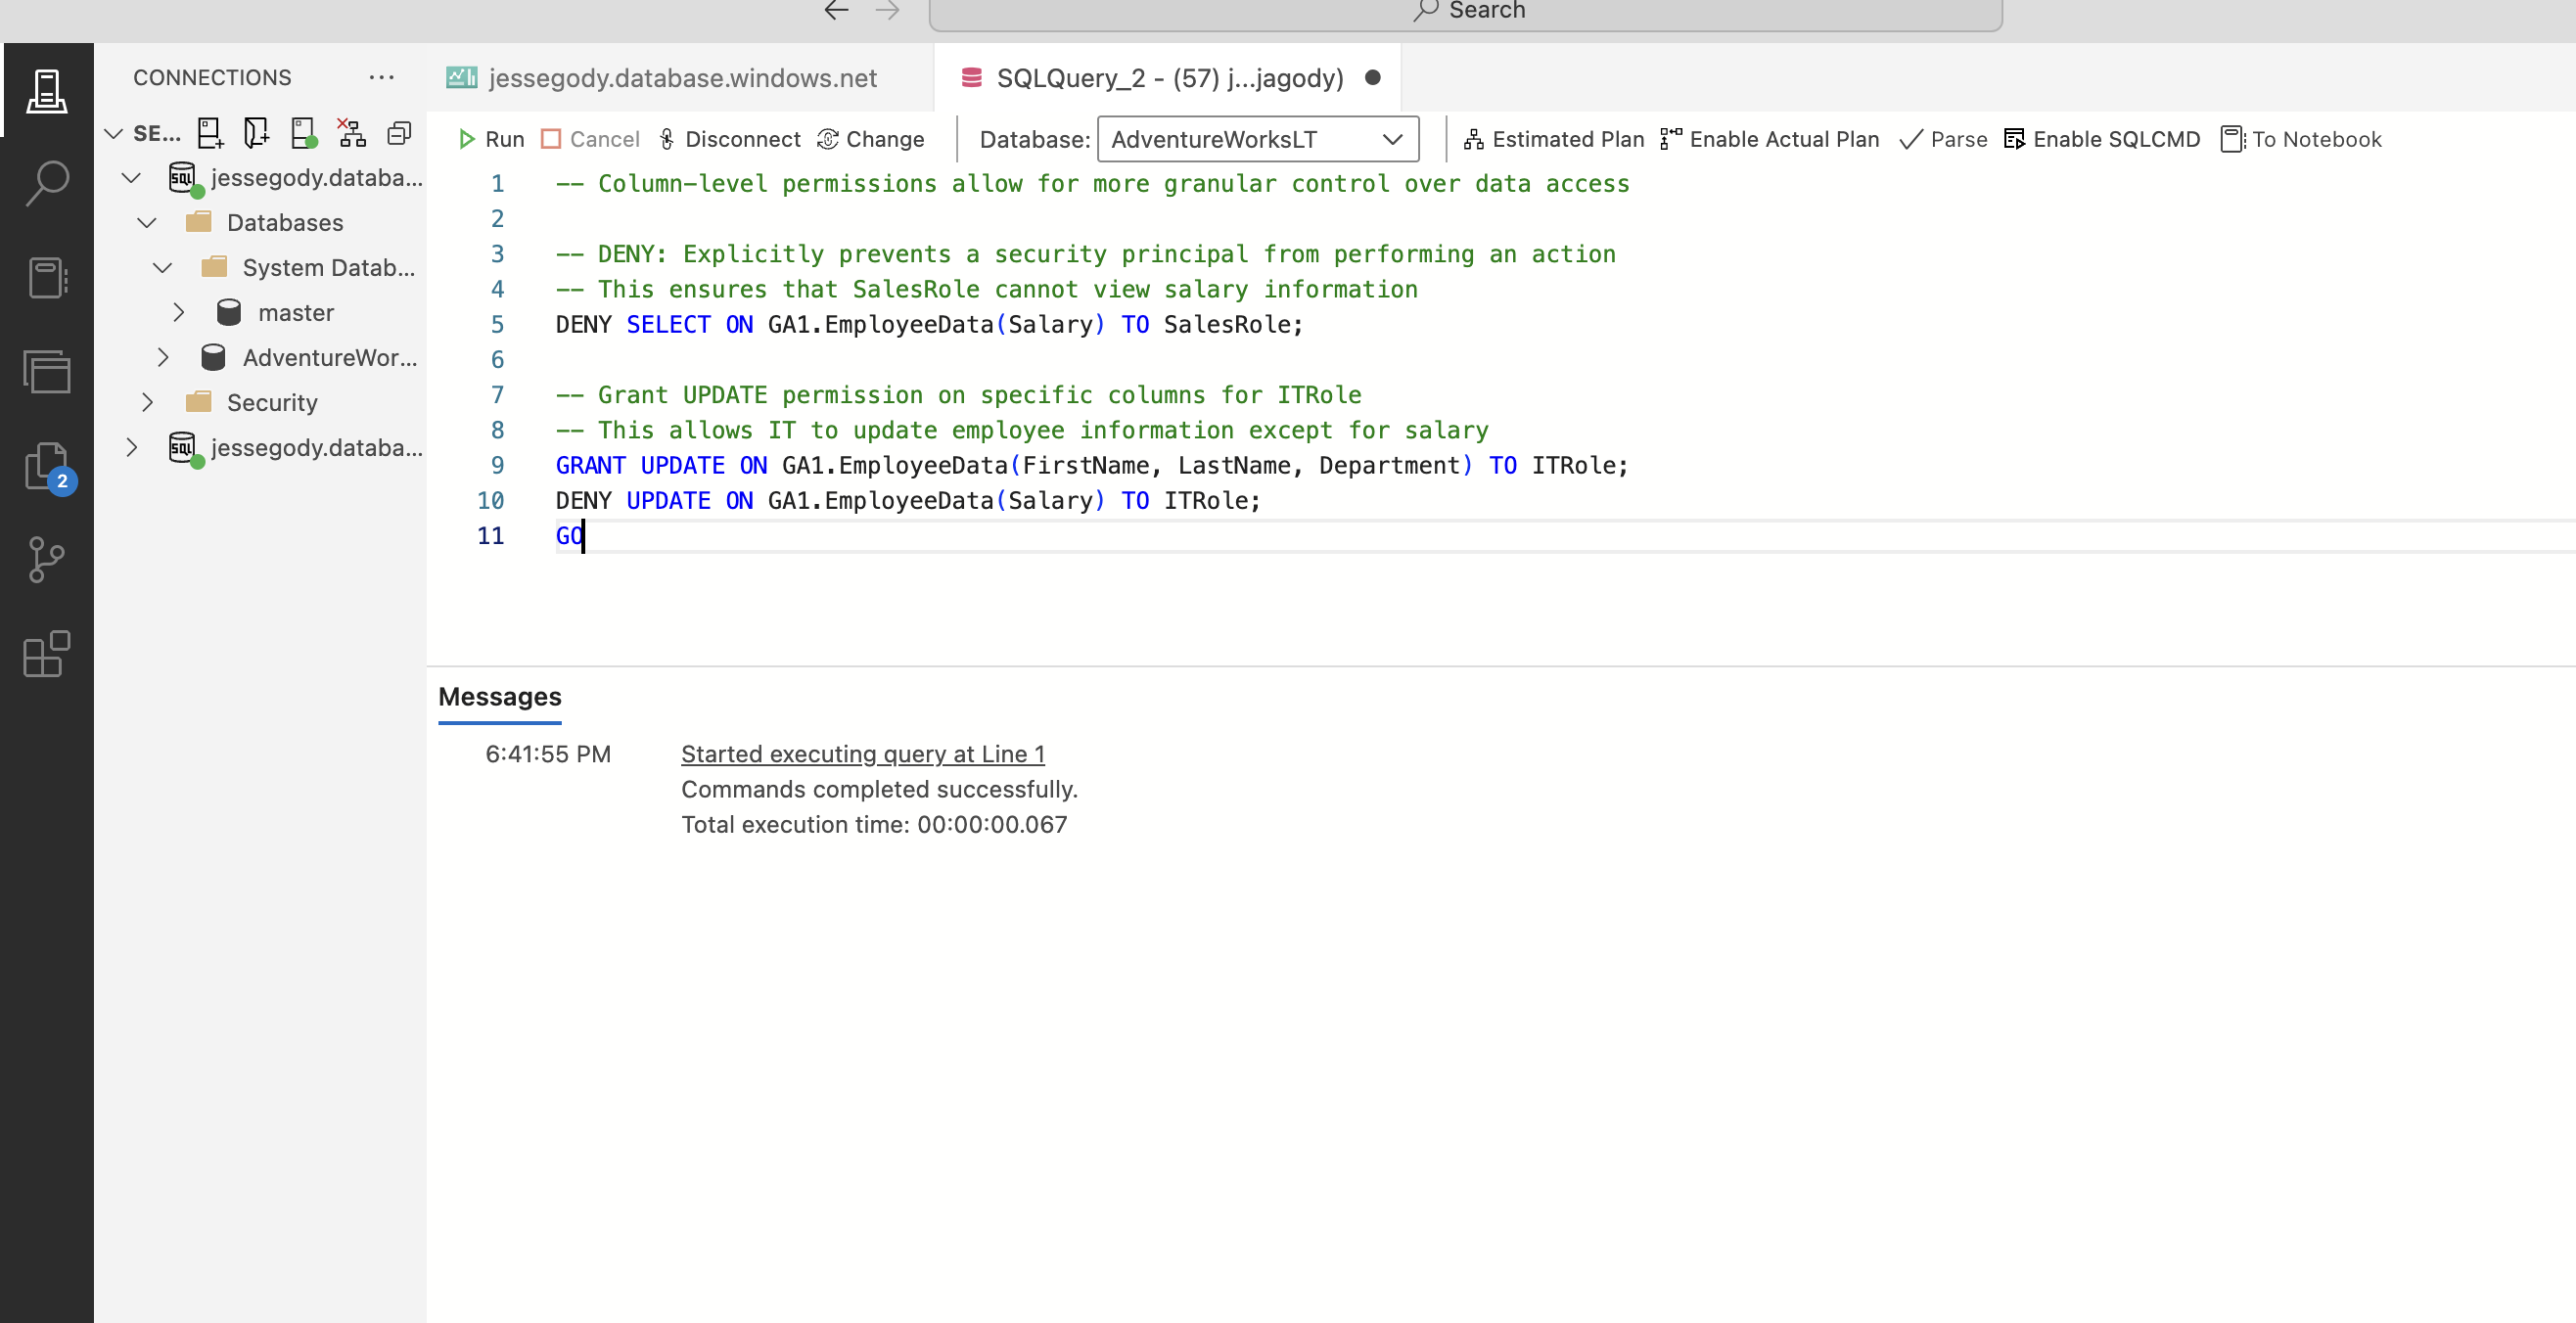 Search
CONNECTIONS ...
SE...
jessegody.databa...
Databases
System Datab...
master
AdventureWor...
Security
jessegody.databa...
2
jessegody.database.windows.net
SQLQuery_2 - (57) j...jagody)
Run Cancel Disconnect Change Database: AdventureWorksLT Estimated Plan Enable Actual Plan Parse Enable SQLCMD To Notebook
1 -- Column-level permissions allow for more granular control over data access
2
3 -- DENY: Explicitly prevents a security principal from performing an action
4 -- This ensures that SalesRole cannot view salary information
5 DENY SELECT ON GA1.EmployeeData(Salary) TO SalesRole;
6
7 -- Grant UPDATE permission on specific columns for ITRole
8 -- This allows IT to update employee information except for salary
9 GRANT UPDATE ON GA1.EmployeeData(FirstName, LastName, Department) TO ITRole;
10 DENY UPDATE ON GA1.EmployeeData(Salary) TO ITRole;
11 GO
Messages
6:41:55 PM Started executing query at Line 1
Commands completed successfully.
Total execution time: 00:00:00.067